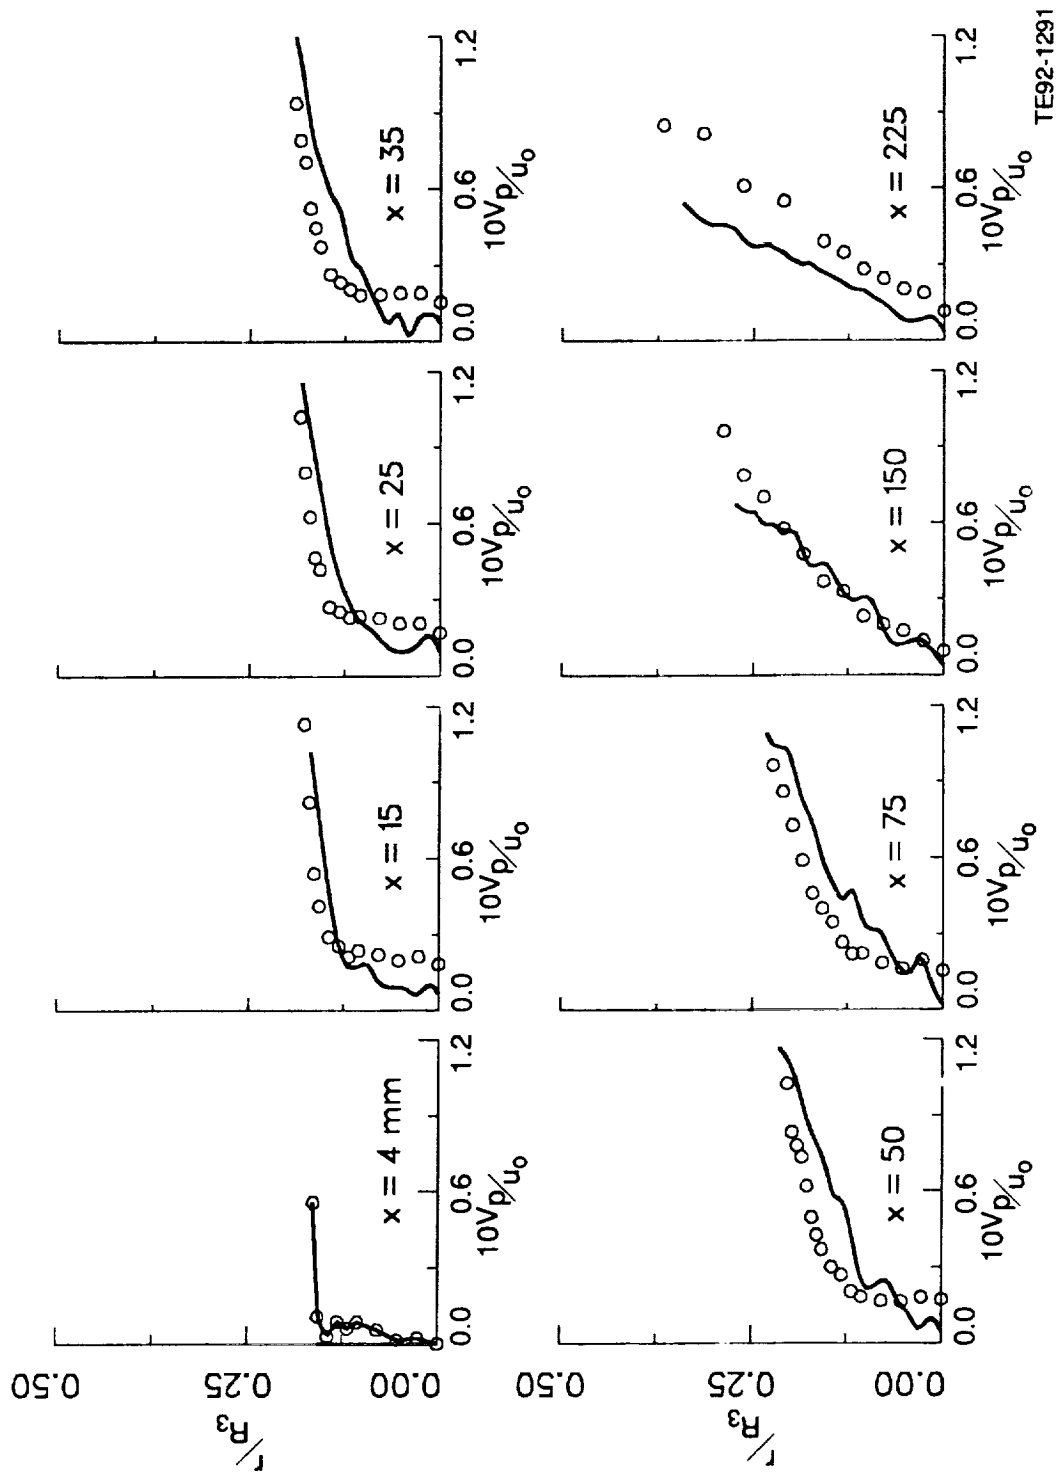 0.50
0.25
0.00
r/R3
x = 4 mm
0.0
0.6
1.2
10Vp/uo
x = 15
0.0
0.6
1.2
10Vp/uo
x = 25
0.0
0.6
1.2
10Vp/uo
x = 35
0.0
0.6
1.2
10Vp/uo
0.50
0.25
0.00
r/R3
x = 50
0.0
0.6
1.2
10Vp/uo
x = 75
0.0
0.6
1.2
10Vp/uo
x = 150
0.0
0.6
1.2
10Vp/uo
x = 225
0.0
0.6
1.2
10Vp/uo
TE92-1291